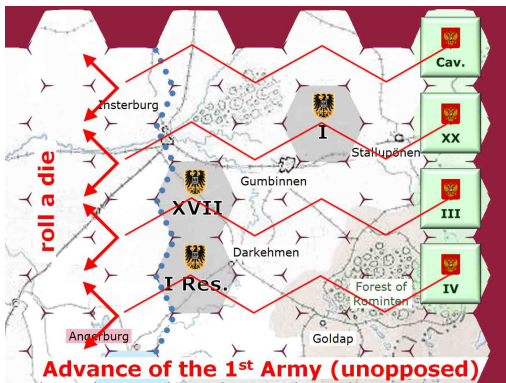 Cav.
Insterburg
I
XX
Stallupönen
Gumbinnen
roll a die
XVII
III
Darkehmen
I Res.
Forest of
Rominten
IV
Angerburg
Goldap
Advance of the 1st Army (unopposed)